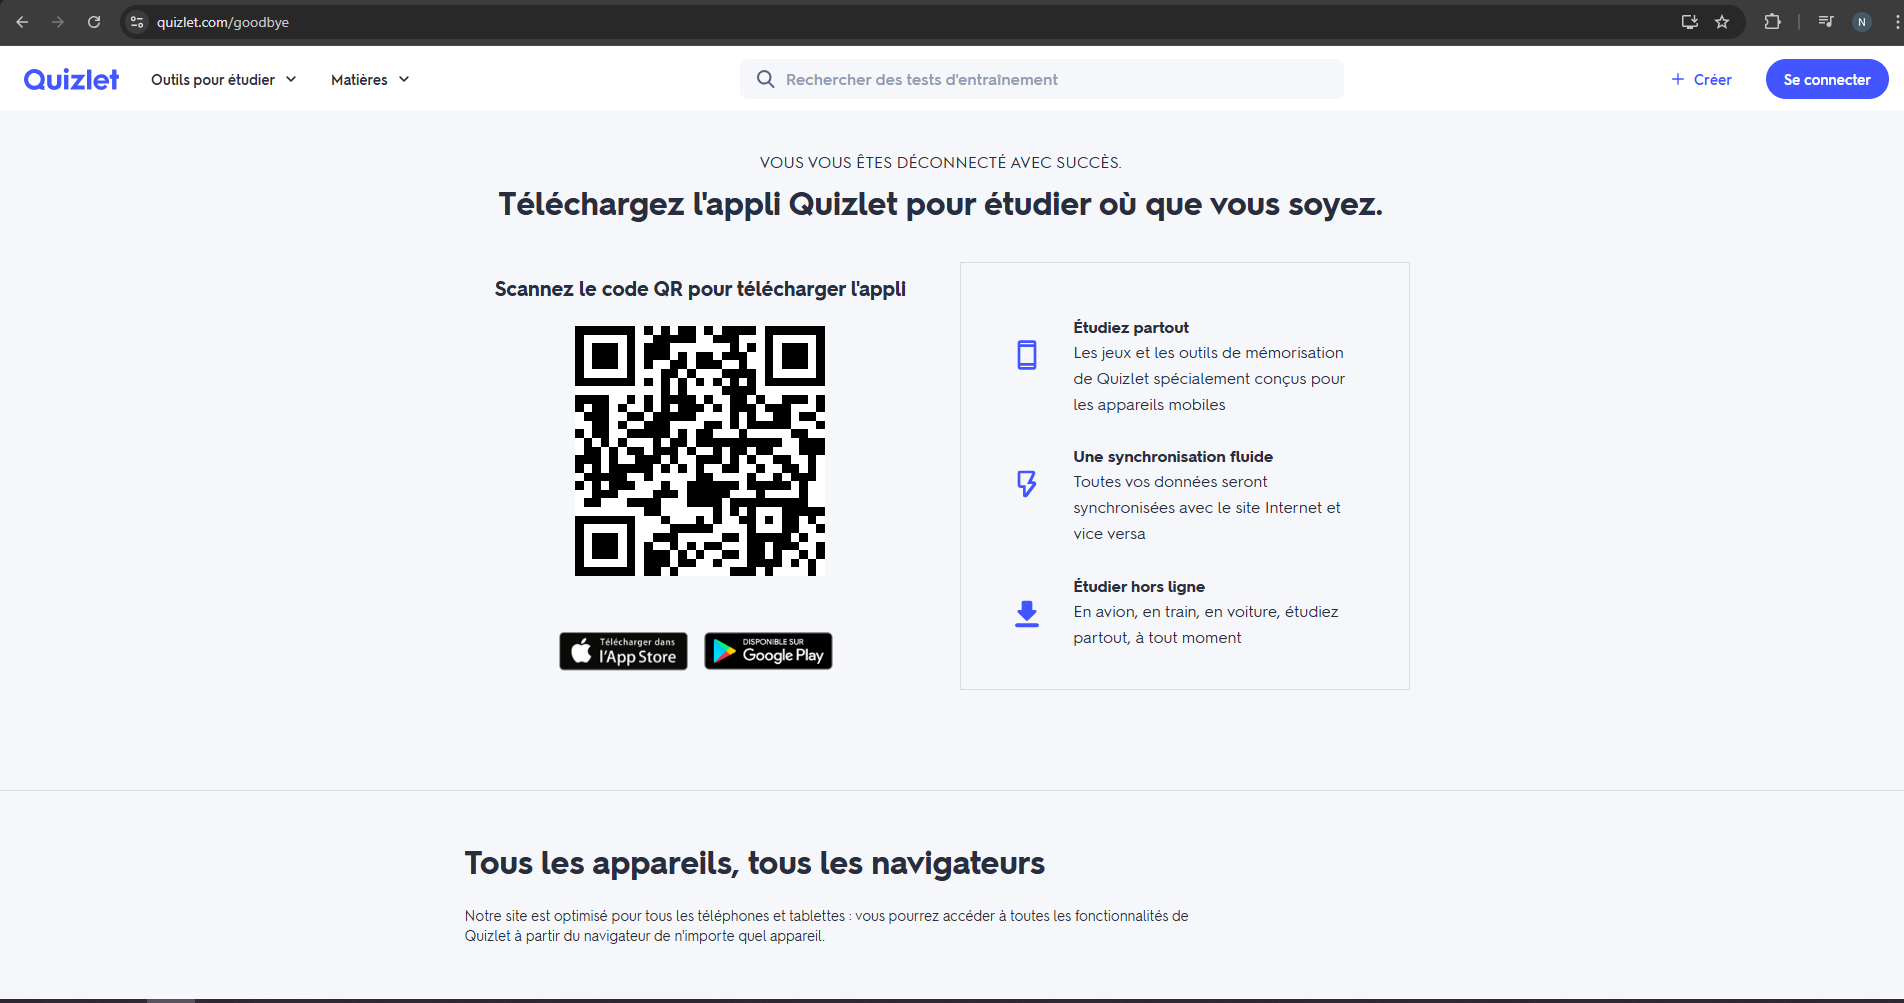 quizlet.com/goodbye
N
Quizlet
Outils pour étudier
Matières
Rechercher des tests d'entraînement
+ Créer
Se connecter
VOUS VOUS ÊTES DÉCONNECTÉ AVEC SUCCÈS.
Téléchargez l'appli Quizlet pour étudier où que vous soyez.
Scannez le code QR pour télécharger l'appli
Télécharger dans
l'App Store
DISPONIBLE SUR
Google Play
Étudiez partout
Les jeux et les outils de mémorisation
de Quizlet spécialement conçus pour
les appareils mobiles
Une synchronisation fluide
Toutes vos données seront
synchronisées avec le site Internet et
vice versa
Étudier hors ligne
En avion, en train, en voiture, étudiez
partout, à tout moment
Tous les appareils, tous les navigateurs
Notre site est optimisé pour tous les téléphones et tablettes : vous pourrez accéder à toutes les fonctionnalités de
Quizlet à partir du navigateur de n'importe quel appareil.